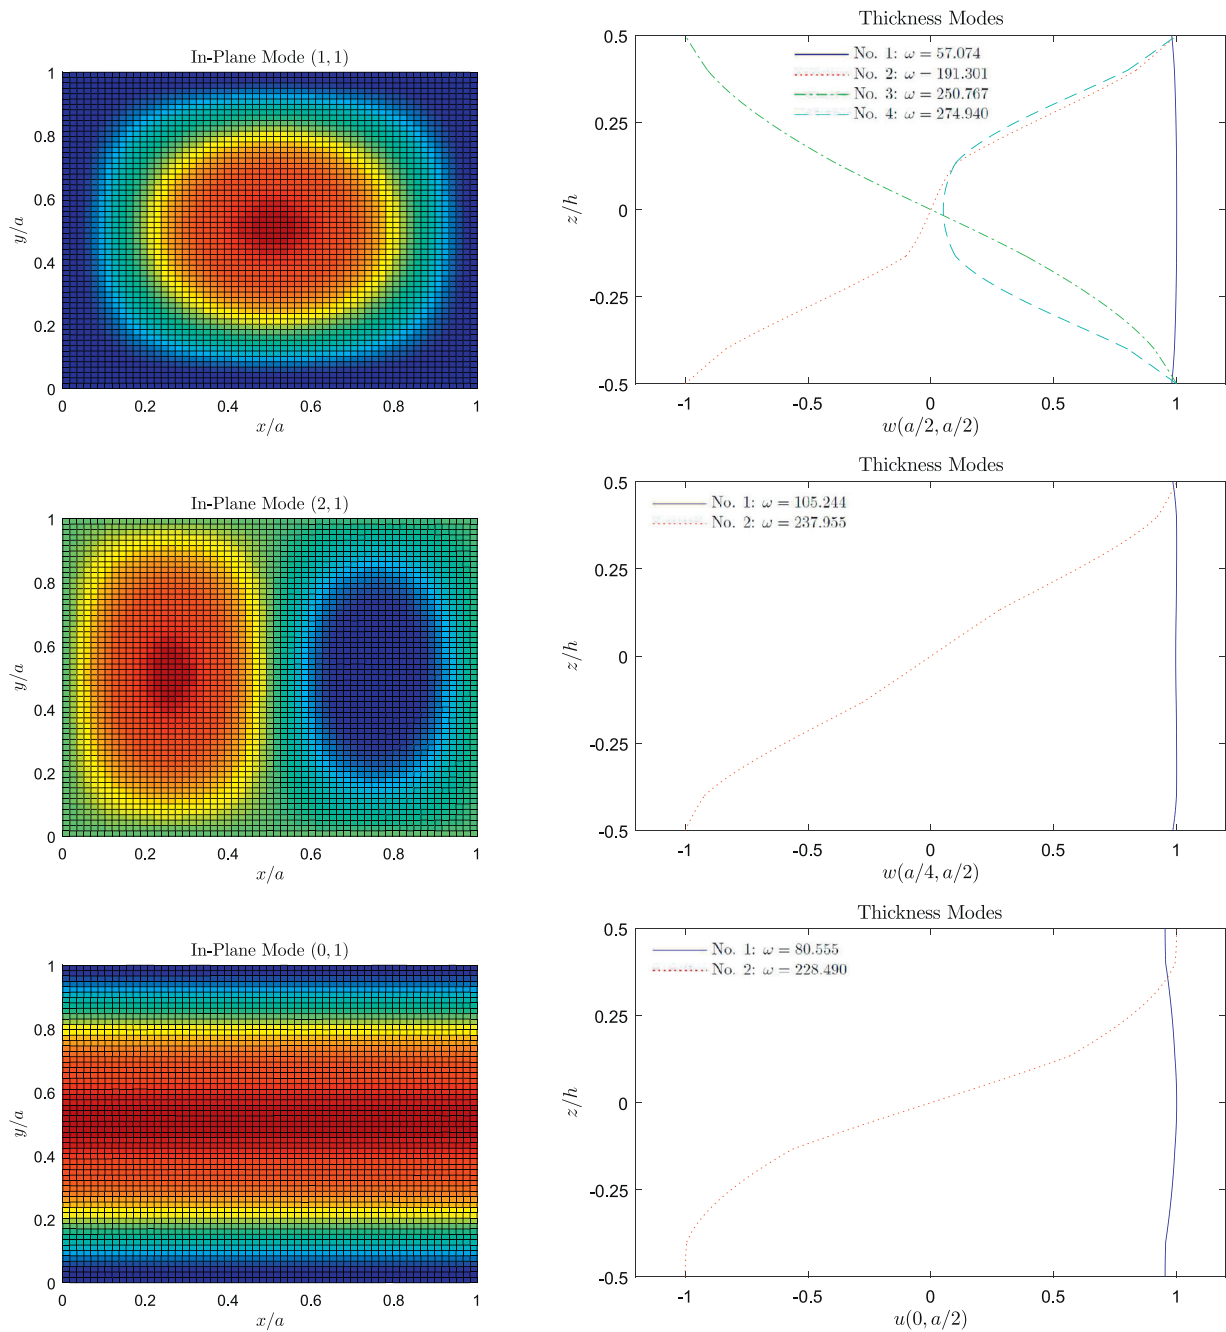 In-Plane Mode (1, 1)
1
0.8
0.6
0.4
0.2
0
y/a
0 0.2 0.4 0.6 0.8 1
x/a
Thickness Modes
No. 1: ω = 57.074
No. 2: ω = 191.301
No. 3: ω = 250.767
No. 4: ω = 274.940
0.5
0.25
0
-0.25
-0.5
z/h
-1 -0.5 0 0.5 1
w(a/2, a/2)
In-Plane Mode (2, 1)
1
0.8
0.6
0.4
0.2
0
y/a
0 0.2 0.4 0.6 0.8 1
x/a
Thickness Modes
No. 1: ω = 105.244
No. 2: ω = 237.955
0.5
0.25
0
-0.25
-0.5
z/h
-1 -0.5 0 0.5 1
w(a/4, a/2)
In-Plane Mode (0, 1)
1
0.8
0.6
0.4
0.2
0
y/a
0 0.2 0.4 0.6 0.8 1
x/a
Thickness Modes
No. 1: ω = 80.555
No. 2: ω = 228.490
0.5
0.25
0
-0.25
-0.5
z/h
-1 -0.5 0 0.5 1
u(0, a/2)